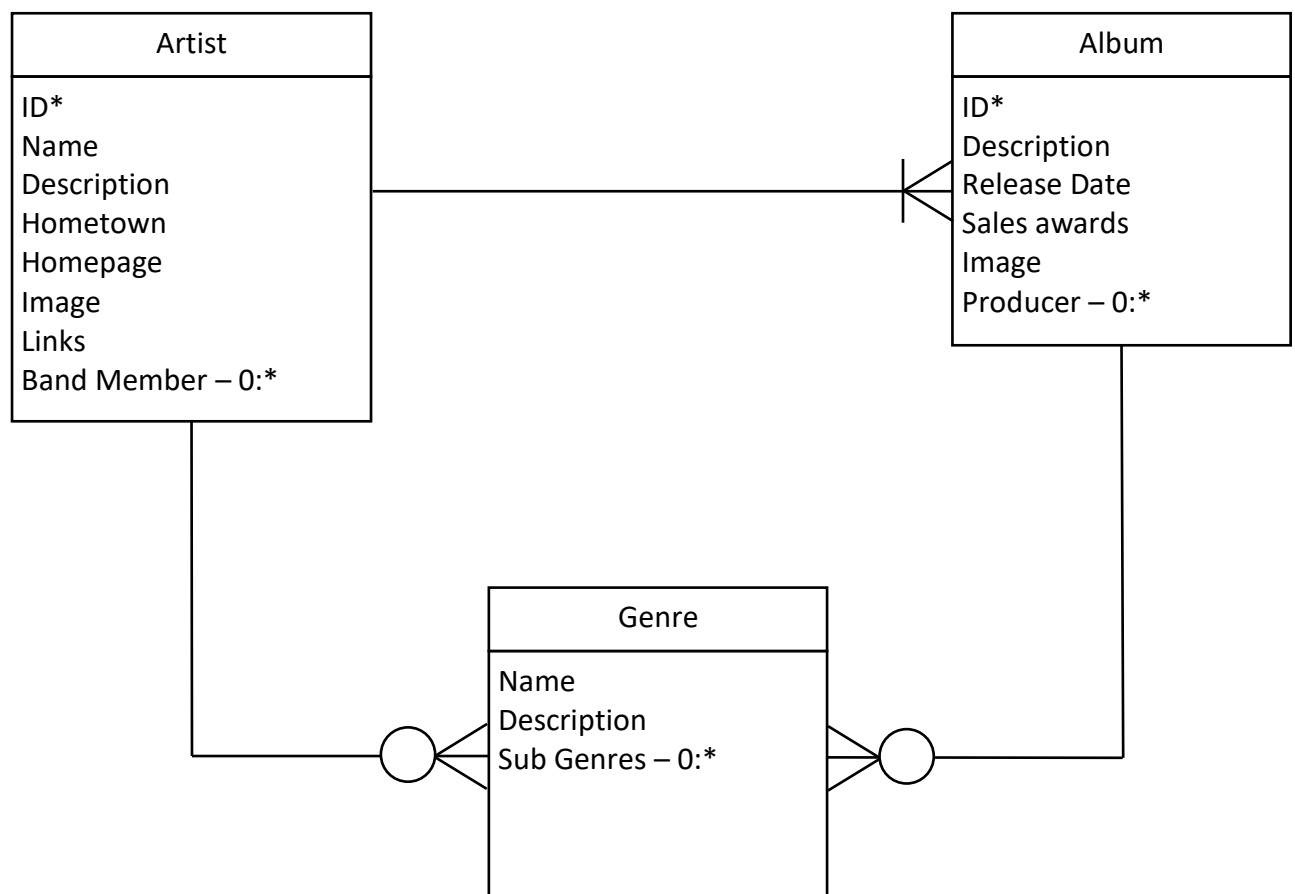 Artist
ID*
Name
Description
Hometown
Homepage
Image
Links
Band Member – 0:*
Album
ID*
Description
Release Date
Sales awards
Image
Producer – 0:*
Genre
Name
Description
Sub Genres – 0:*